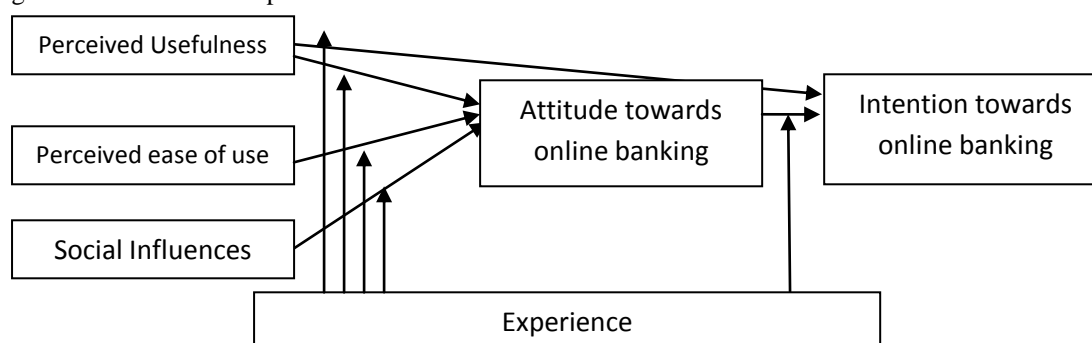 Perceived Usefulness
Attitude towards
online banking
Intention towards
online banking
Perceived ease of use
Social Influences
Experience